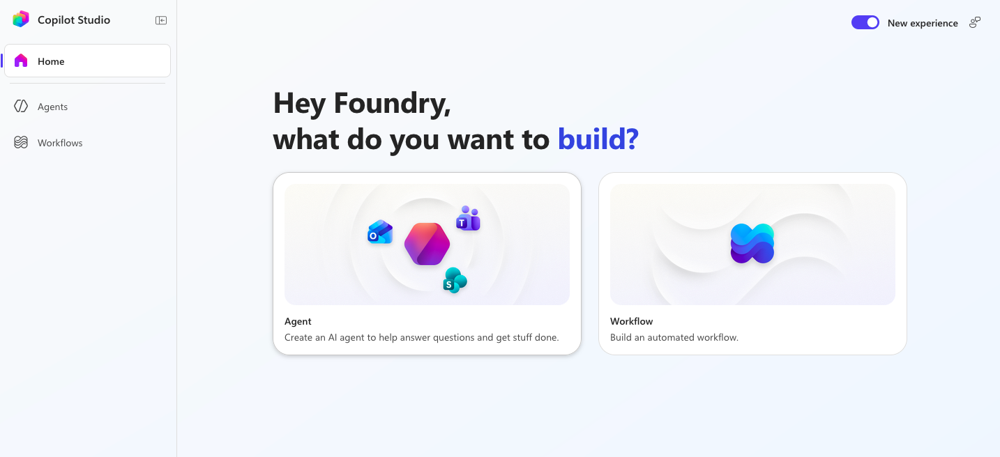 Copilot Studio
New experience
Home
Agents
Workflows
Hey Foundry,
what do you want to build?
O
T
S
Agent
Create an AI agent to help answer questions and get stuff done.
Workflow
Build an automated workflow.